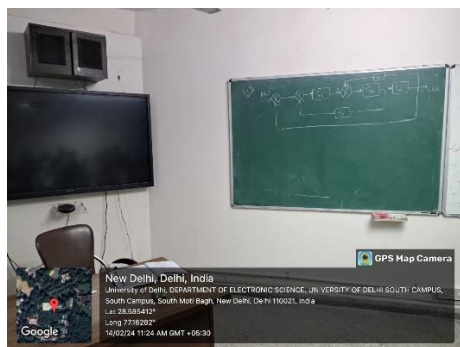 GPS Map Camera
New Delhi, Delhi, India
University of Delhi, DEPARTMENT OF ELECTRONIC SCIENCE, UNIVERSITY OF DELHI SOUTH CAMPUS,
South Campus, South Moti Bagh, New Delhi, Delhi 110021, India
Lat 28.585412°
Long 77.16282°
14/02/24 11:24 AM GMT +05:30
Google